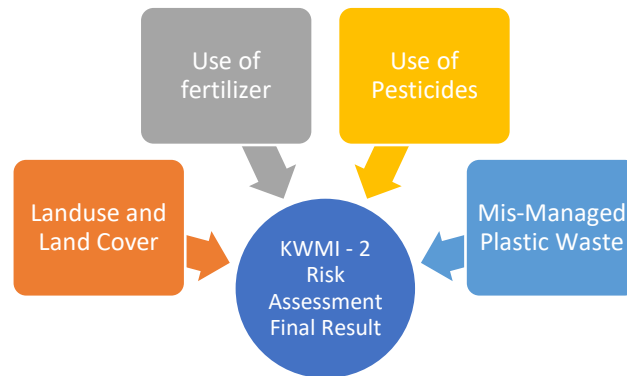 Use of
fertilizer
Use of
Pesticides
Landuse and
Land Cover
Mis-Managed
Plastic Waste
KWMI - 2
Risk
Assessment
Final Result